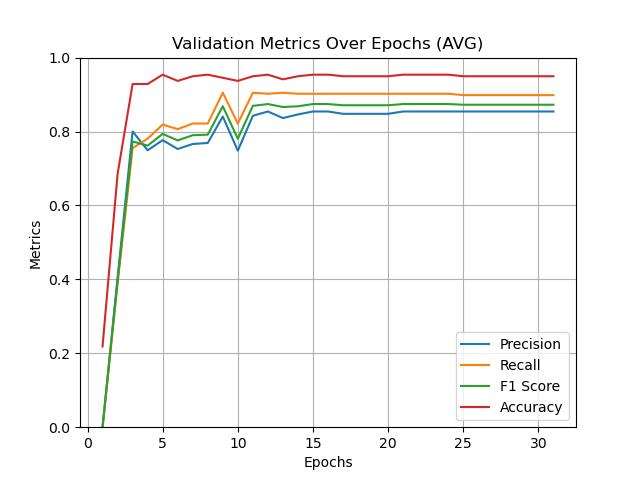 Validation Metrics Over Epochs (AVG)
1.0
0.8
0.6
0.4
0.2
0.0
Metrics
0 5 10 15 20 25 30
Epochs
Precision
Recall
F1 Score
Accuracy